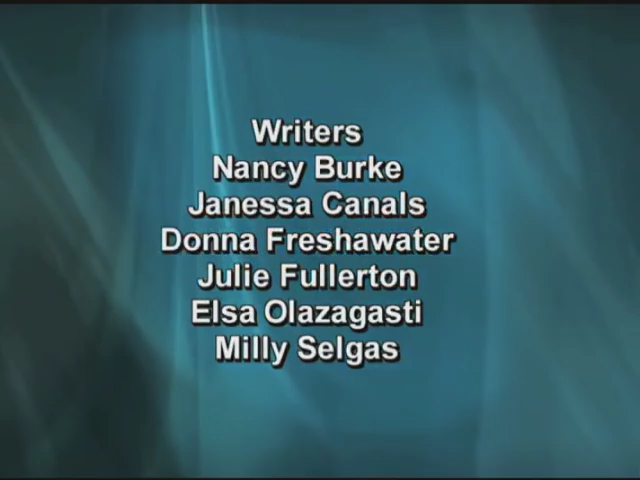 Writers
Nancy Burke
Janessa Canals
Donna Freshawater
Julie Fullerton
Elsa Olazagasti
Milly Selgas